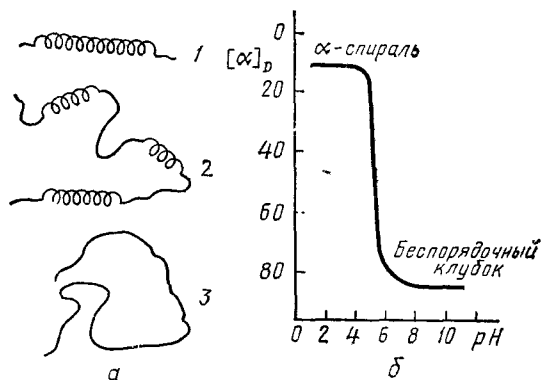 1
2
3
а
[α]D
0
20
40
60
80
α-спираль
Беспорядочный
клубок
0 2 4 6 8 10 pH
б